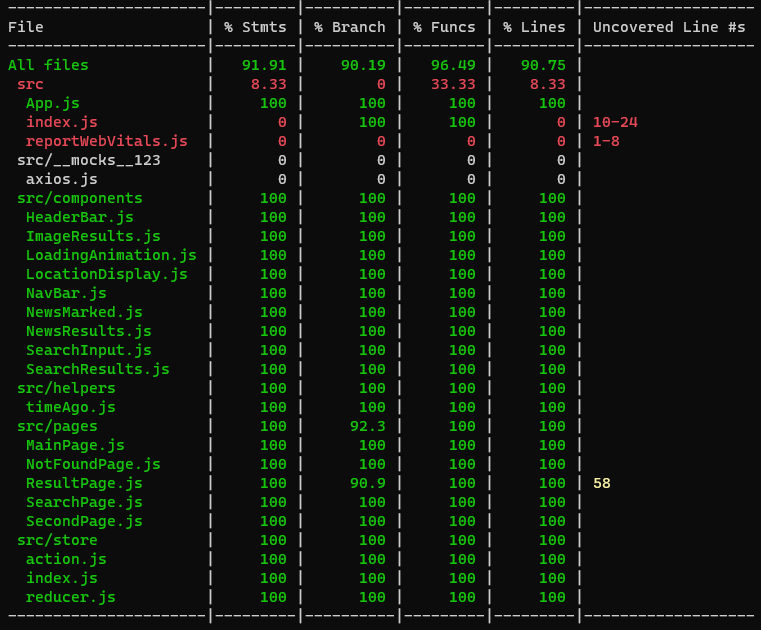 ---------------------|---------|----------|---------|---------|-------------------
File                 | % Stmts | % Branch | % Funcs | % Lines | Uncovered Line #s
---------------------|---------|----------|---------|---------|-------------------
All files            |   91.91 |    90.19 |   96.49 |   90.75 |
 src                 |    8.33 |        0 |   33.33 |    8.33 |
  App.js             |     100 |      100 |     100 |     100 |
  index.js           |       0 |      100 |     100 |       0 | 10-24
  reportWebVitals.js |       0 |        0 |       0 |       0 | 1-8
 src/__mocks__123    |       0 |        0 |       0 |       0 |
  axios.js           |       0 |        0 |       0 |       0 |
 src/components      |     100 |      100 |     100 |     100 |
  HeaderBar.js       |     100 |      100 |     100 |     100 |
  ImageResults.js    |     100 |      100 |     100 |     100 |
  LoadingAnimation.js |     100 |      100 |     100 |     100 |
  LocationDisplay.js |     100 |      100 |     100 |     100 |
  NavBar.js          |     100 |      100 |     100 |     100 |
  NewsMarked.js      |     100 |      100 |     100 |     100 |
  NewsResults.js     |     100 |      100 |     100 |     100 |
  SearchInput.js     |     100 |      100 |     100 |     100 |
  SearchResults.js   |     100 |      100 |     100 |     100 |
 src/helpers         |     100 |      100 |     100 |     100 |
  timeAgo.js         |     100 |      100 |     100 |     100 |
 src/pages           |     100 |     92.3 |     100 |     100 |
  MainPage.js        |     100 |      100 |     100 |     100 |
  NotFoundPage.js    |     100 |      100 |     100 |     100 |
  ResultPage.js      |     100 |     90.9 |     100 |     100 | 58
  SearchPage.js      |     100 |      100 |     100 |     100 |
  SecondPage.js      |     100 |      100 |     100 |     100 |
 src/store           |     100 |      100 |     100 |     100 |
  action.js          |     100 |      100 |     100 |     100 |
  index.js           |     100 |      100 |     100 |     100 |
  reducer.js         |     100 |      100 |     100 |     100 |
---------------------|---------|----------|---------|---------|-------------------